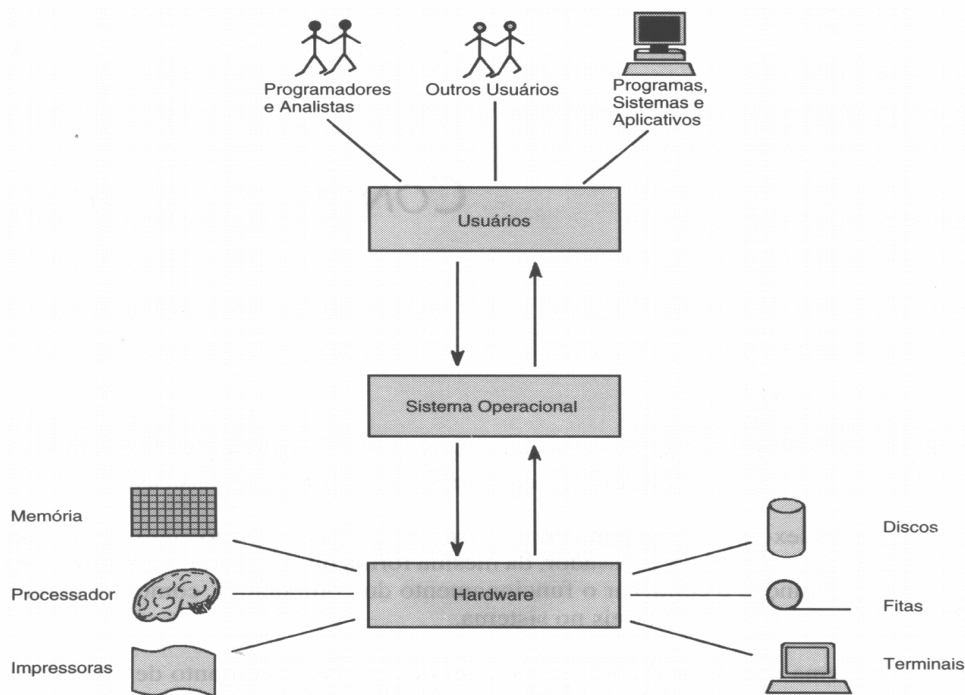 Programadores
e Analistas
Outros Usuários
Programas,
Sistemas e
Aplicativos
Usuários
Sistema Operacional
Memória
Discos
Processador
Hardware
Fitas
Impressoras
Terminais